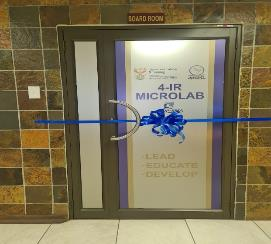 BOARD ROOM
4-IR
MICROLAB
LEAD
EDUCATE
DEVELOP